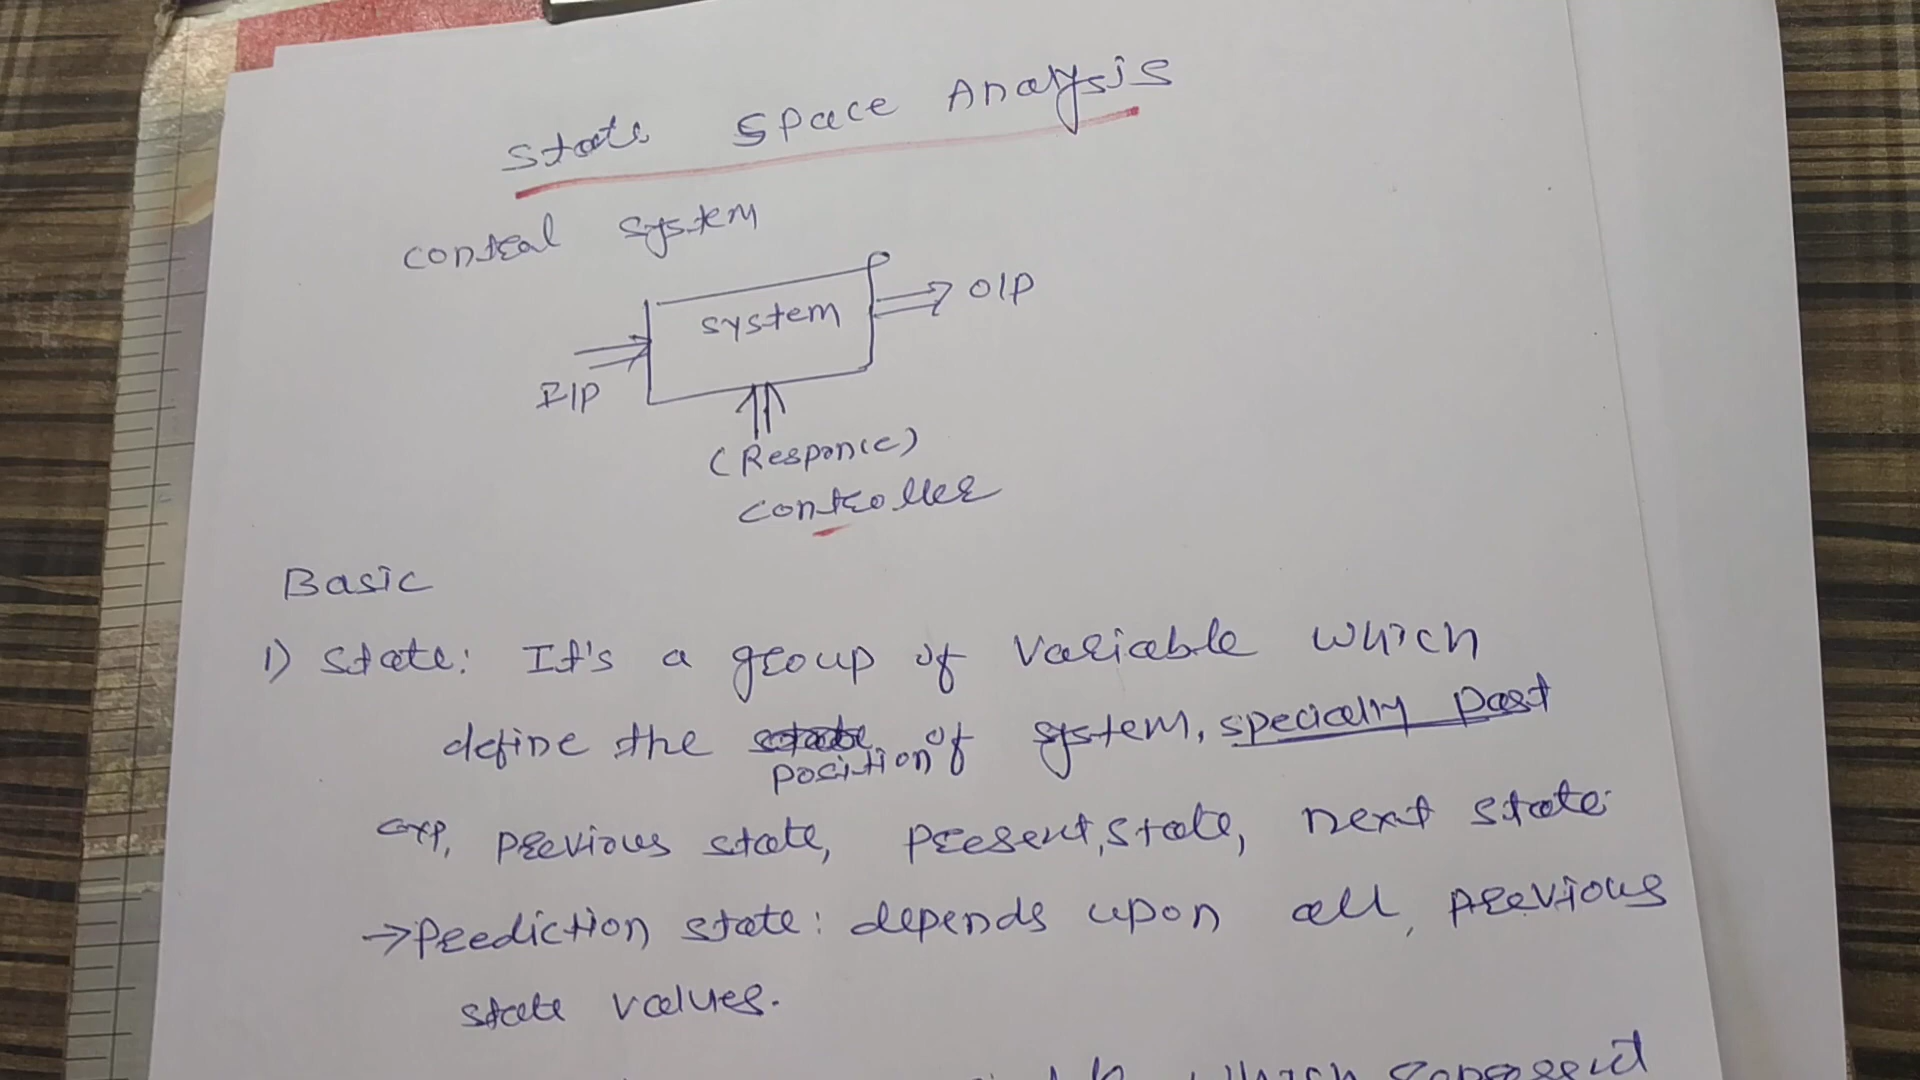 State Space Analysis
Control System
System
O/P
I/P
(Responce)
controller
Basic
1) State: It's a group of Variable which
define the position of system, specially past
exp, previous state, present, state, next state.
→ Prediction state: depends upon all, previous
state values.
which represent